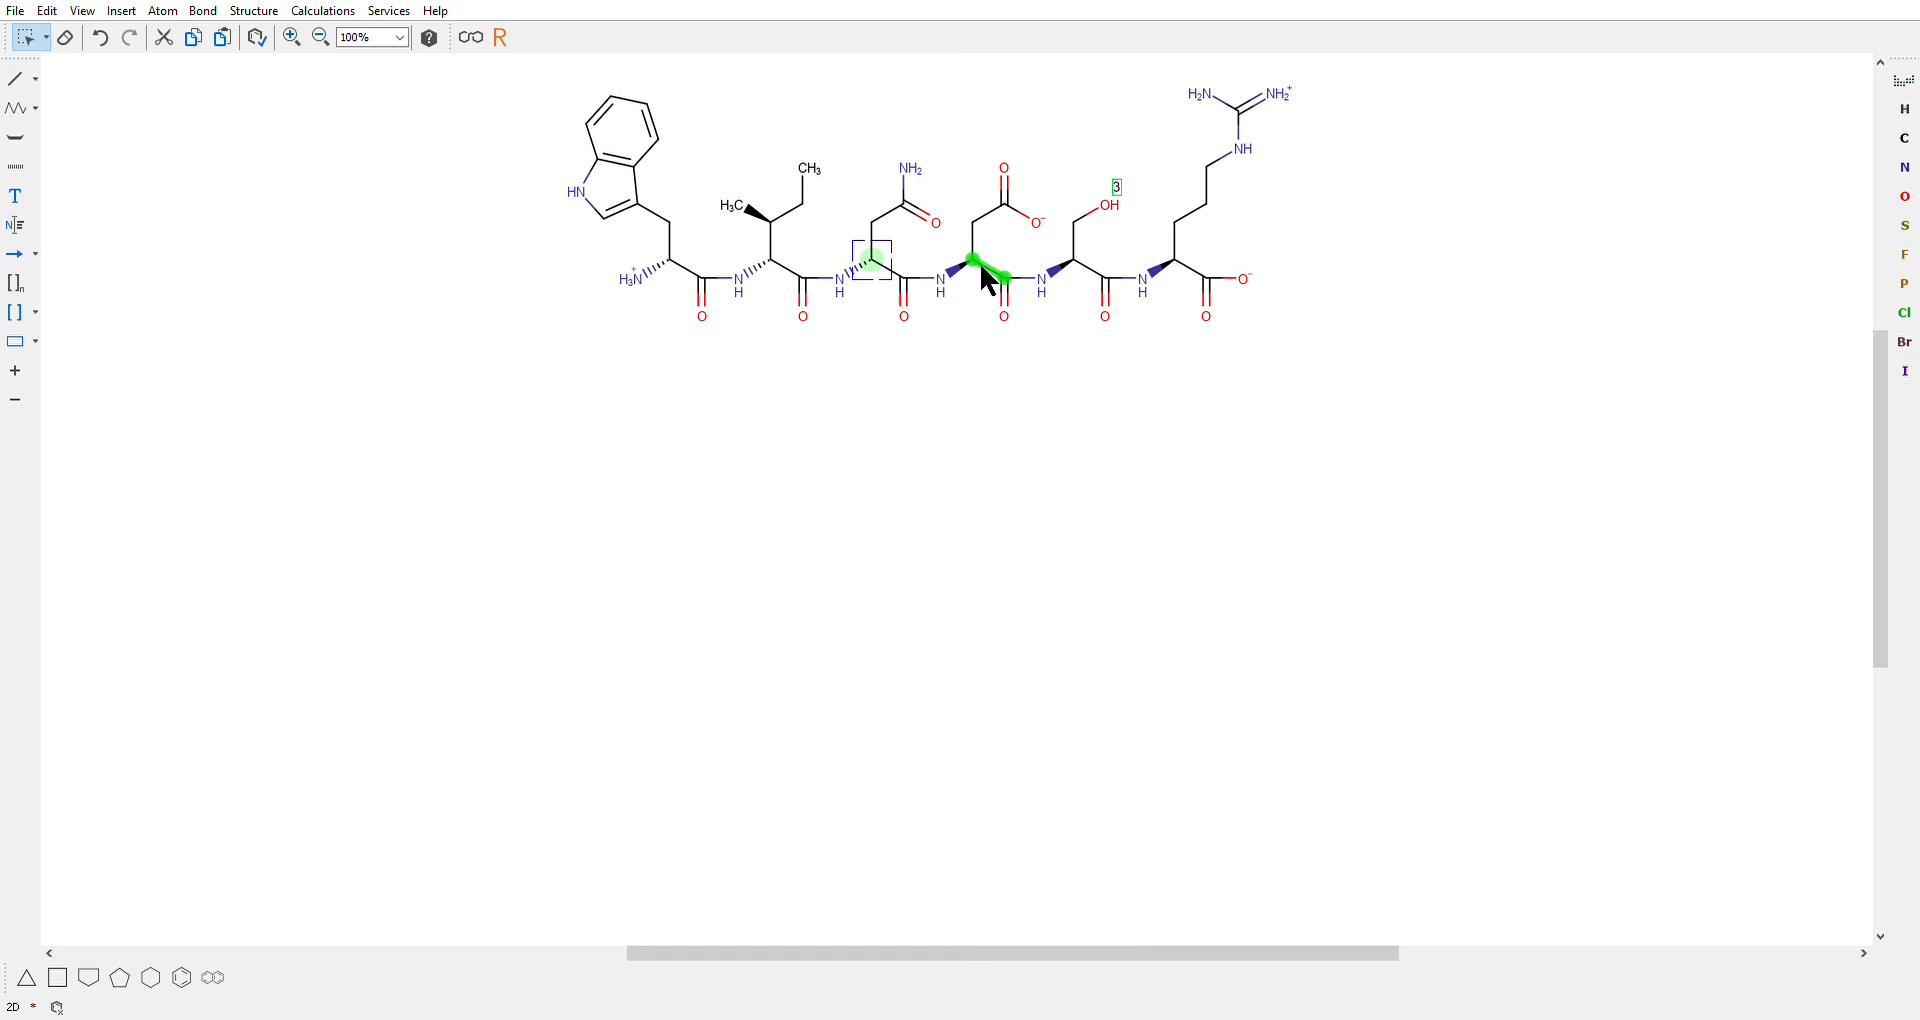 File Edit View Insert Atom Bond Structure Calculations Services Help
100% R
H₂N NH₂⁺ H
NH C
CH₃ NH₂ O N
3
HN H₃C O O⁻ OH O
T
N S
H₃N⁺ N N N N N O⁻ F
H H H H H P
[]n
[ ] O O O O O O Cl
Br
I
2D *